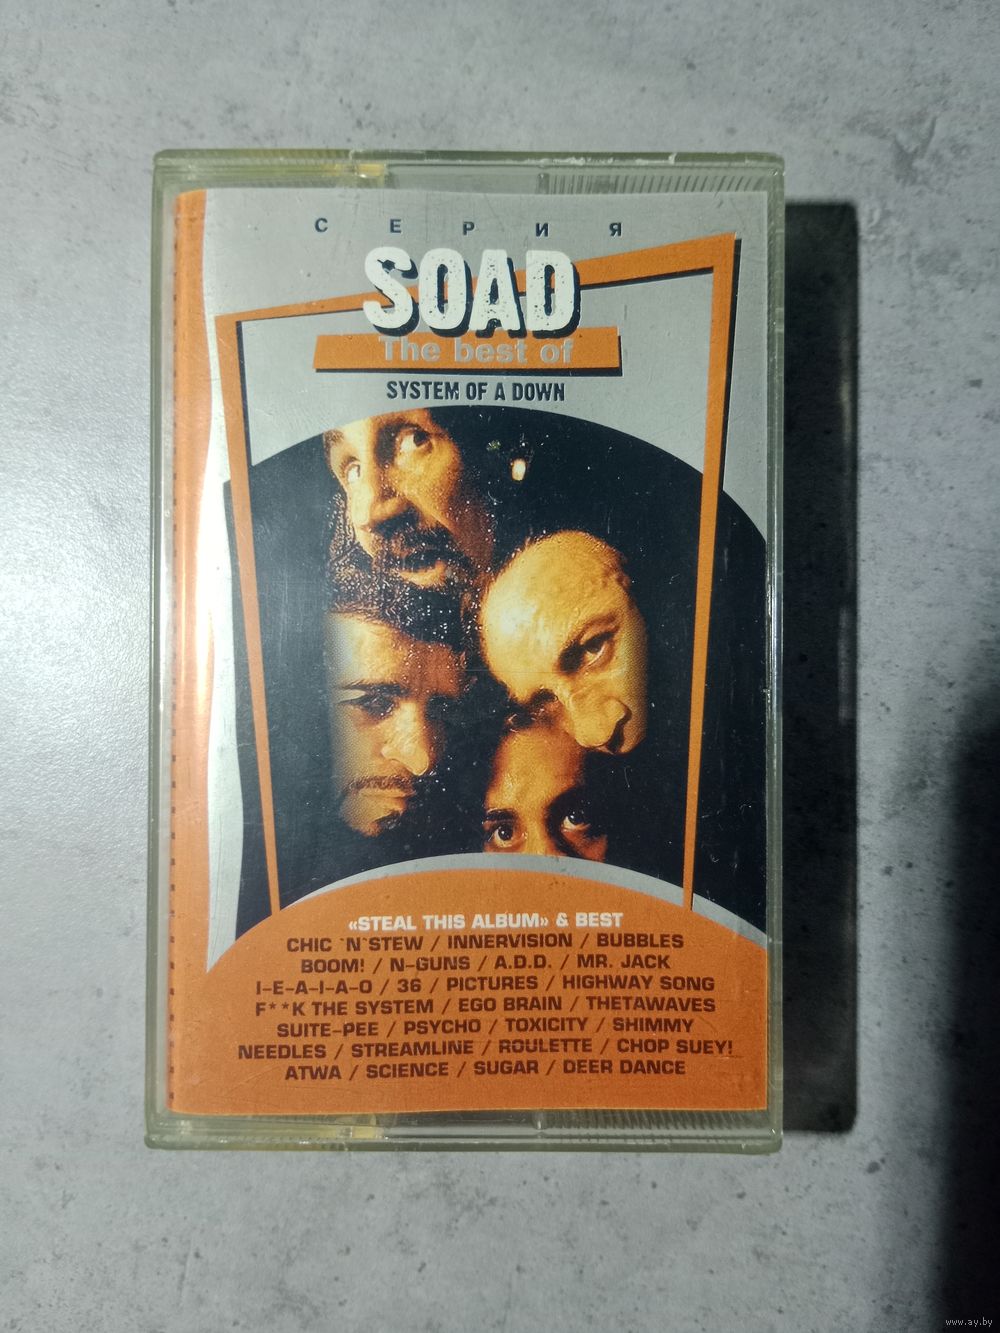 СЕРИЯ
SOAD
The best of
SYSTEM OF A DOWN
«STEAL THIS ALBUM» & BEST
CHIC `N`STEW / INNERVISION / BUBBLES
BOOM! / N-GUNS / A.D.D. / MR. JACK
I-E-A-I-A-O / 36 / PICTURES / HIGHWAY SONG
F**K THE SYSTEM / EGO BRAIN / THETAWAVES
SUITE-PEE / PSYCHO / TOXICITY / SHIMMY
NEEDLES / STREAMLINE / ROULETTE / CHOP SUEY!
ATWA / SCIENCE / SUGAR / DEER DANCE
www.ay.by